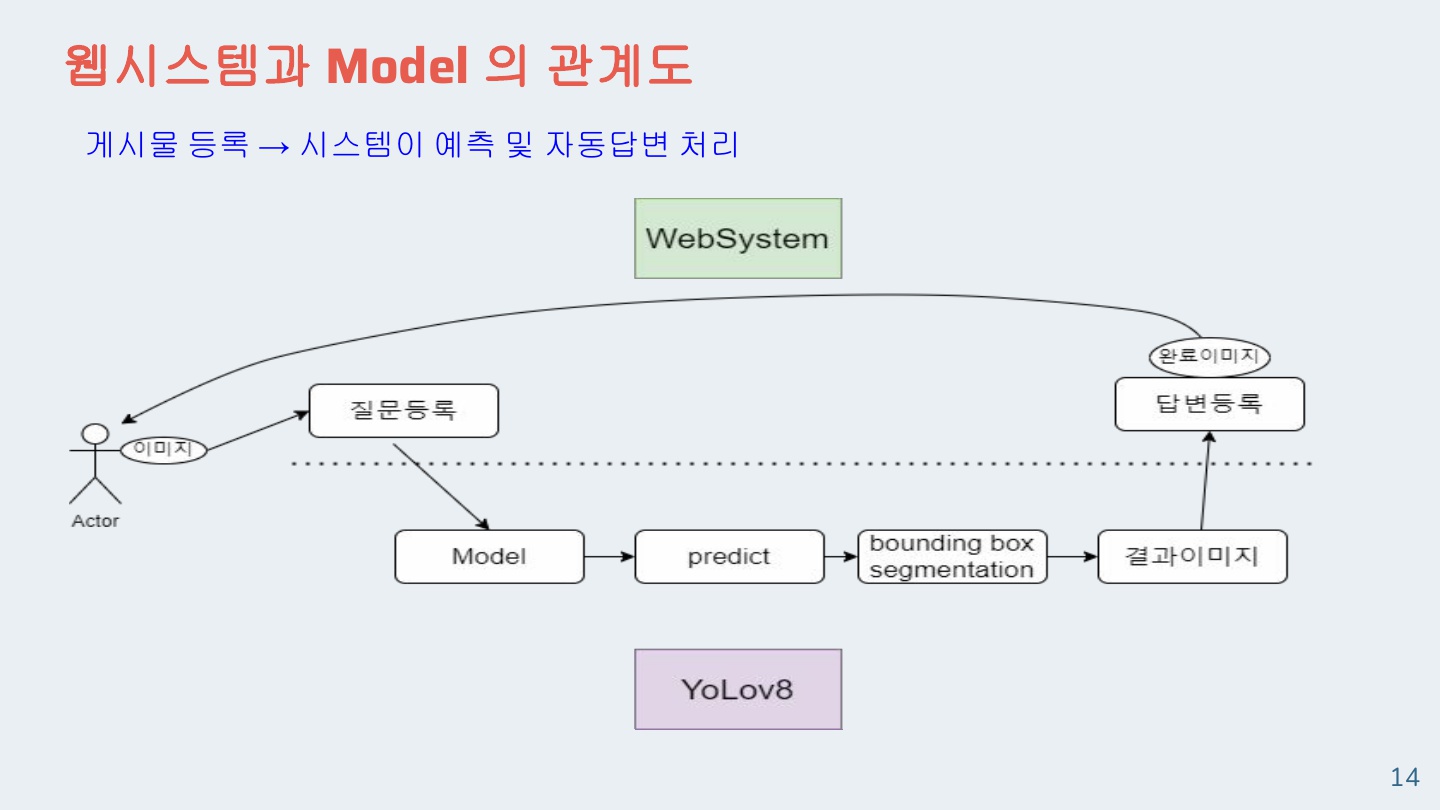 웹시스템과 Model 의 관계도
게시물 등록 → 시스템이 예측 및 자동답변 처리
WebSystem
완료이미지
답변등록
질문등록
이미지
Actor
Model
predict
bounding box
segmentation
결과이미지
YoLov8
14